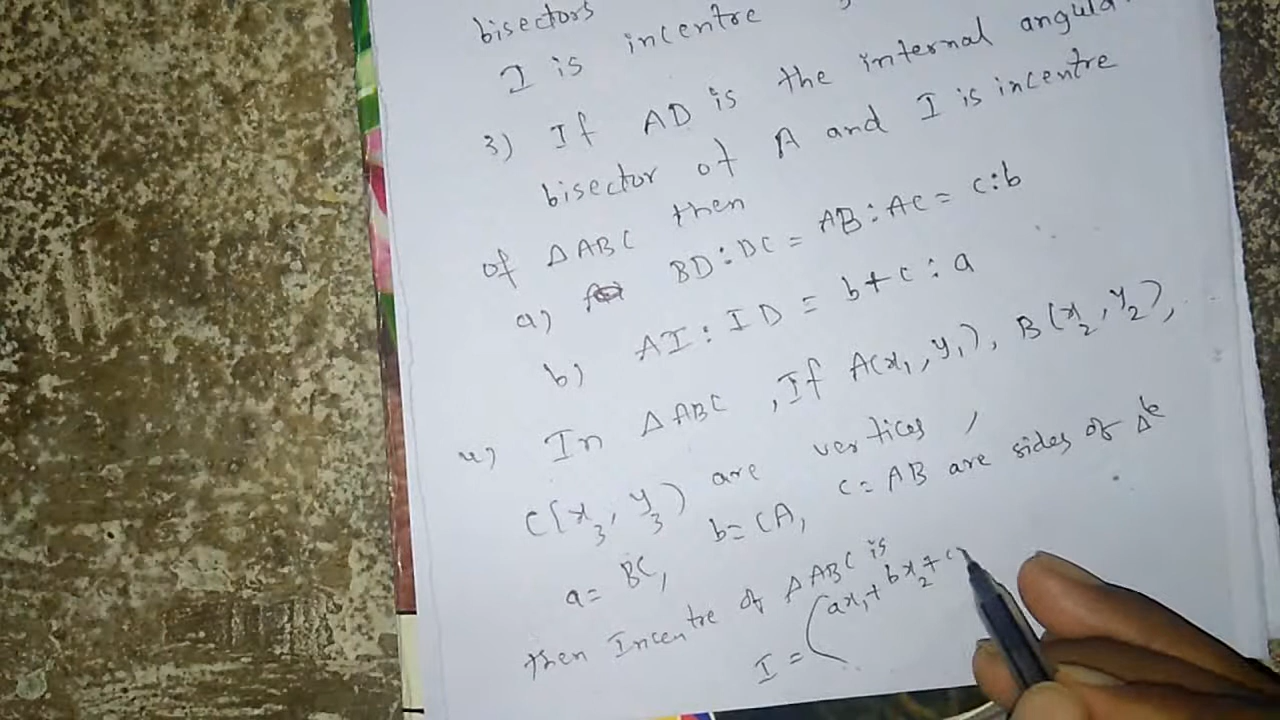 bisectors
I is incentre
3) If AD is the internal angula
bisector of A and I is incentre
of ΔABC then
a) BD:DC = AB:AC = c:b
b) AI:ID = b+c : a
4) In ΔABC, If A(x₁, y₁), B(x₂, y₂),
C(x₃, y₃) are vertices,
a = BC, b = CA, c = AB are sides of Δle
then Incentre of ΔABC is
I = (ax₁ + bx₂ + c